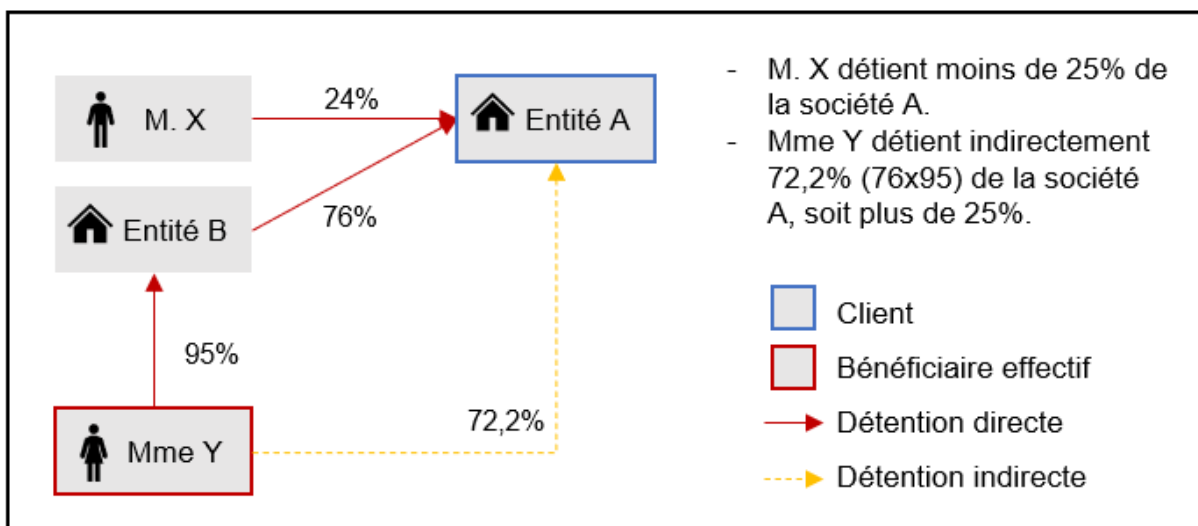 M. X
24%
Entité A
Entité B
76%
95%
Mme Y
72,2%
- M. X détient moins de 25% de
la société A.
- Mme Y détient indirectement
72,2% (76x95) de la société
A, soit plus de 25%.
Client
Bénéficiaire effectif
Détention directe
Détention indirecte